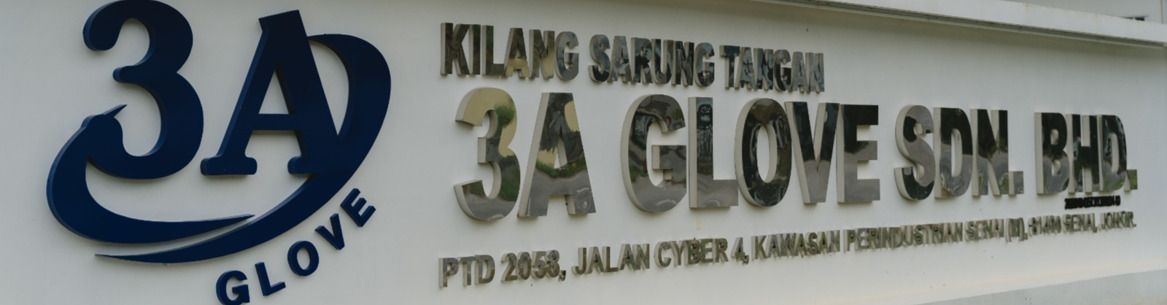 3A
GLOVE
KILANG SARUNG TANGAN
3A GLOVE SDN. BHD.
PTD 2058, JALAN CYBER 4, KAWASAN PERINDUSTRIAN SENAI (III), 81400 SENAI, JOHOR.